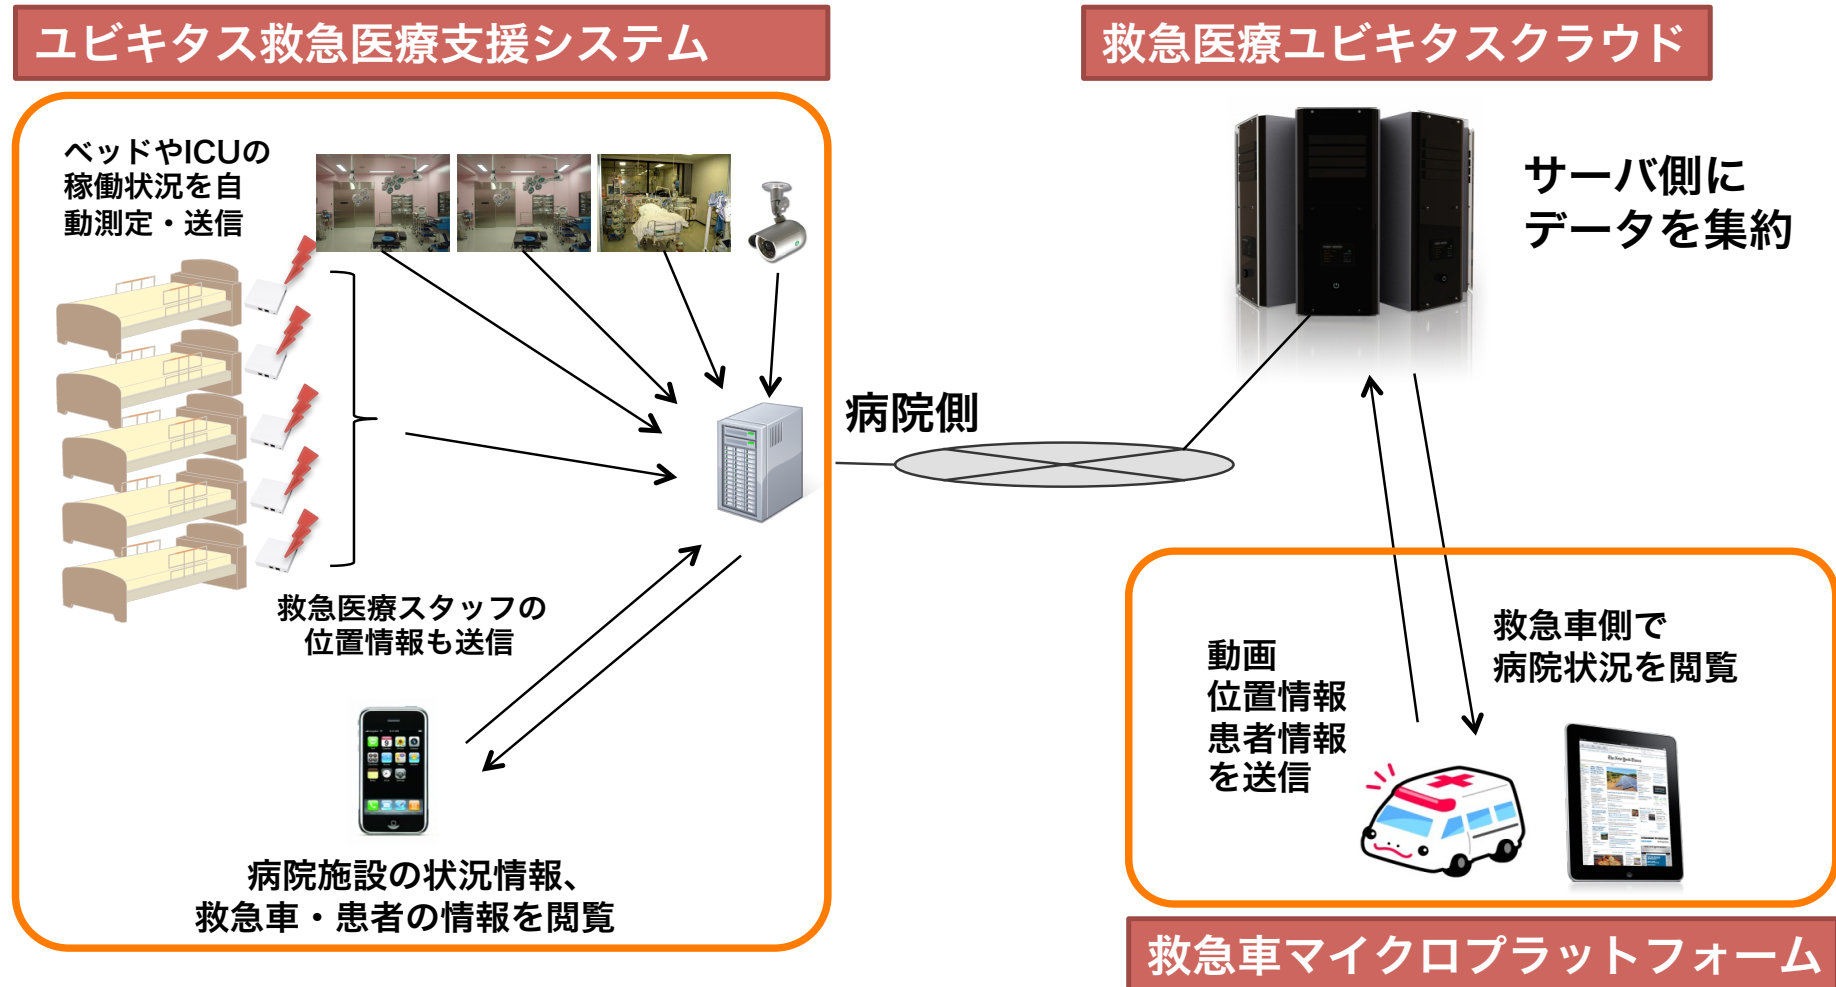 ユビキタス救急医療支援システム
救急医療ユビキタスクラウド
ベッドやICUの
稼働状況を自
動測定・送信
サーバ側に
データを集約
病院側
救急医療スタッフの
位置情報も送信
動画
位置情報
患者情報
を送信
救急車側で
病院状況を閲覧
The New York Times
病院施設の状況情報、
救急車・患者の情報を閲覧
救急車マイクロプラットフォーム